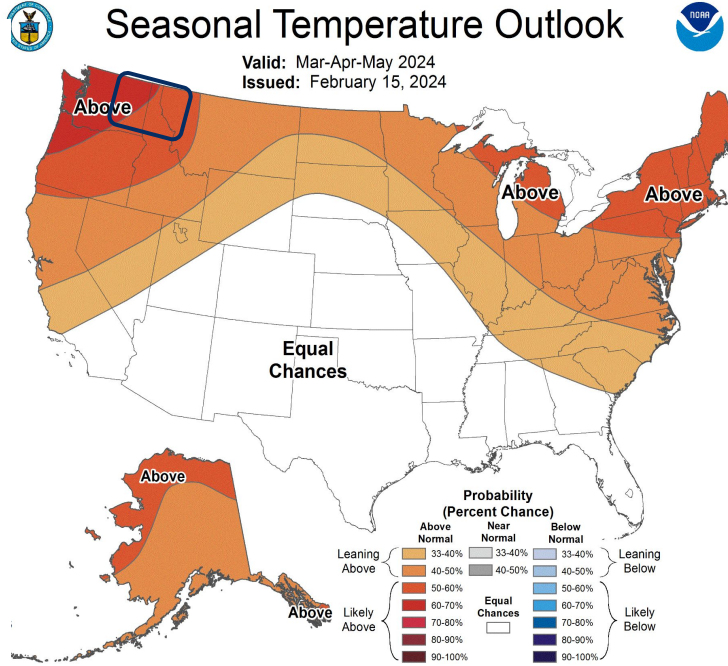 Seasonal Temperature Outlook
NOAA
Valid: Mar-Apr-May 2024
Issued: February 15, 2024
Above
Above
Above
Equal
Chances
Above
Above
Probability
(Percent Chance)
Above
Normal
Near
Normal
Below
Normal
Leaning
Above
33-40%
40-50%
33-40%
40-50%
33-40%
40-50%
Leaning
Below
Likely
Above
50-60%
60-70%
70-80%
80-90%
90-100%
Equal
Chances
50-60%
60-70%
70-80%
80-90%
90-100%
Likely
Below